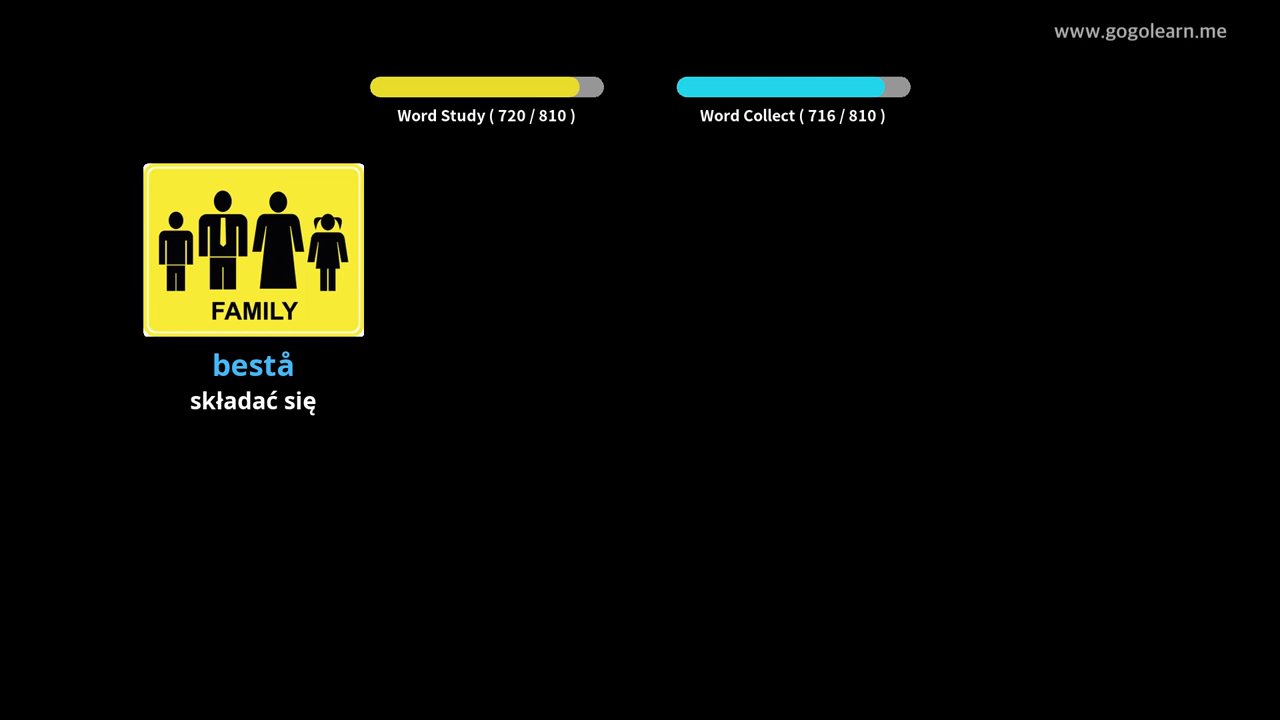 www.gogolearn.me
Word Study ( 720 / 810 )
Word Collect ( 716 / 810 )
FAMILY
bestå
składać się